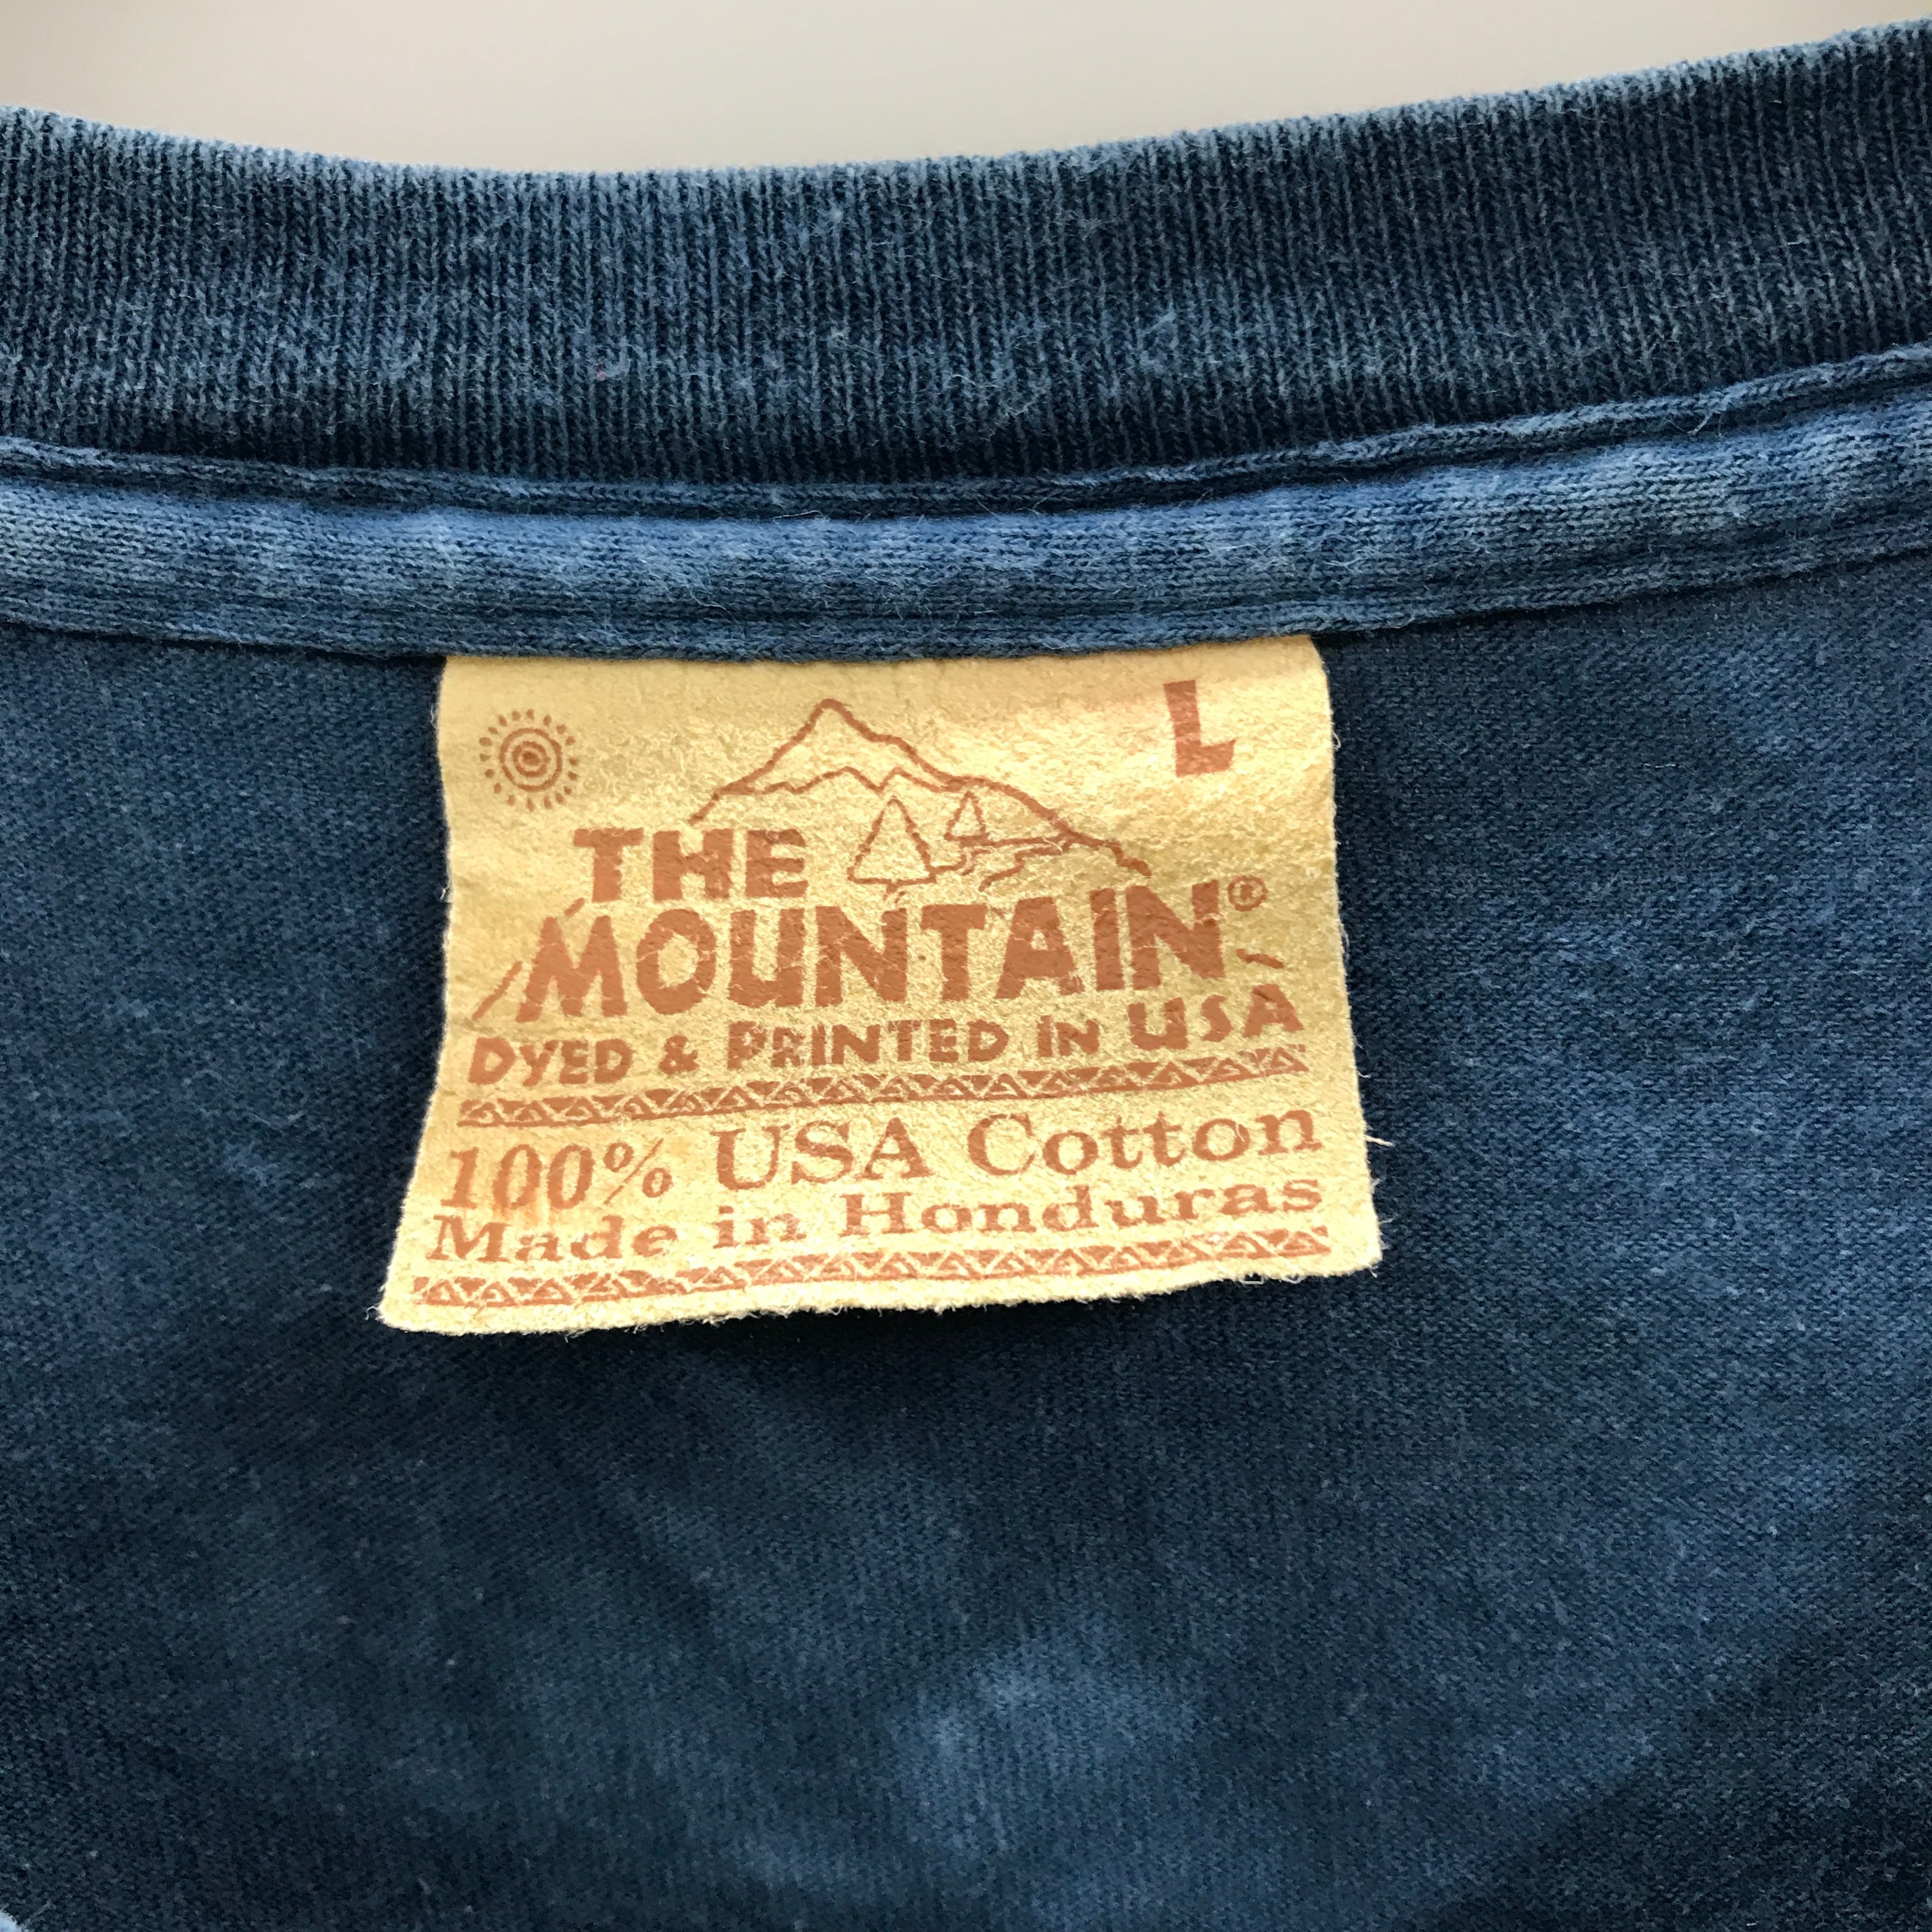 L
THE
MOUNTAIN®
DYED & PRINTED IN USA
100% USA Cotton
Made in Honduras